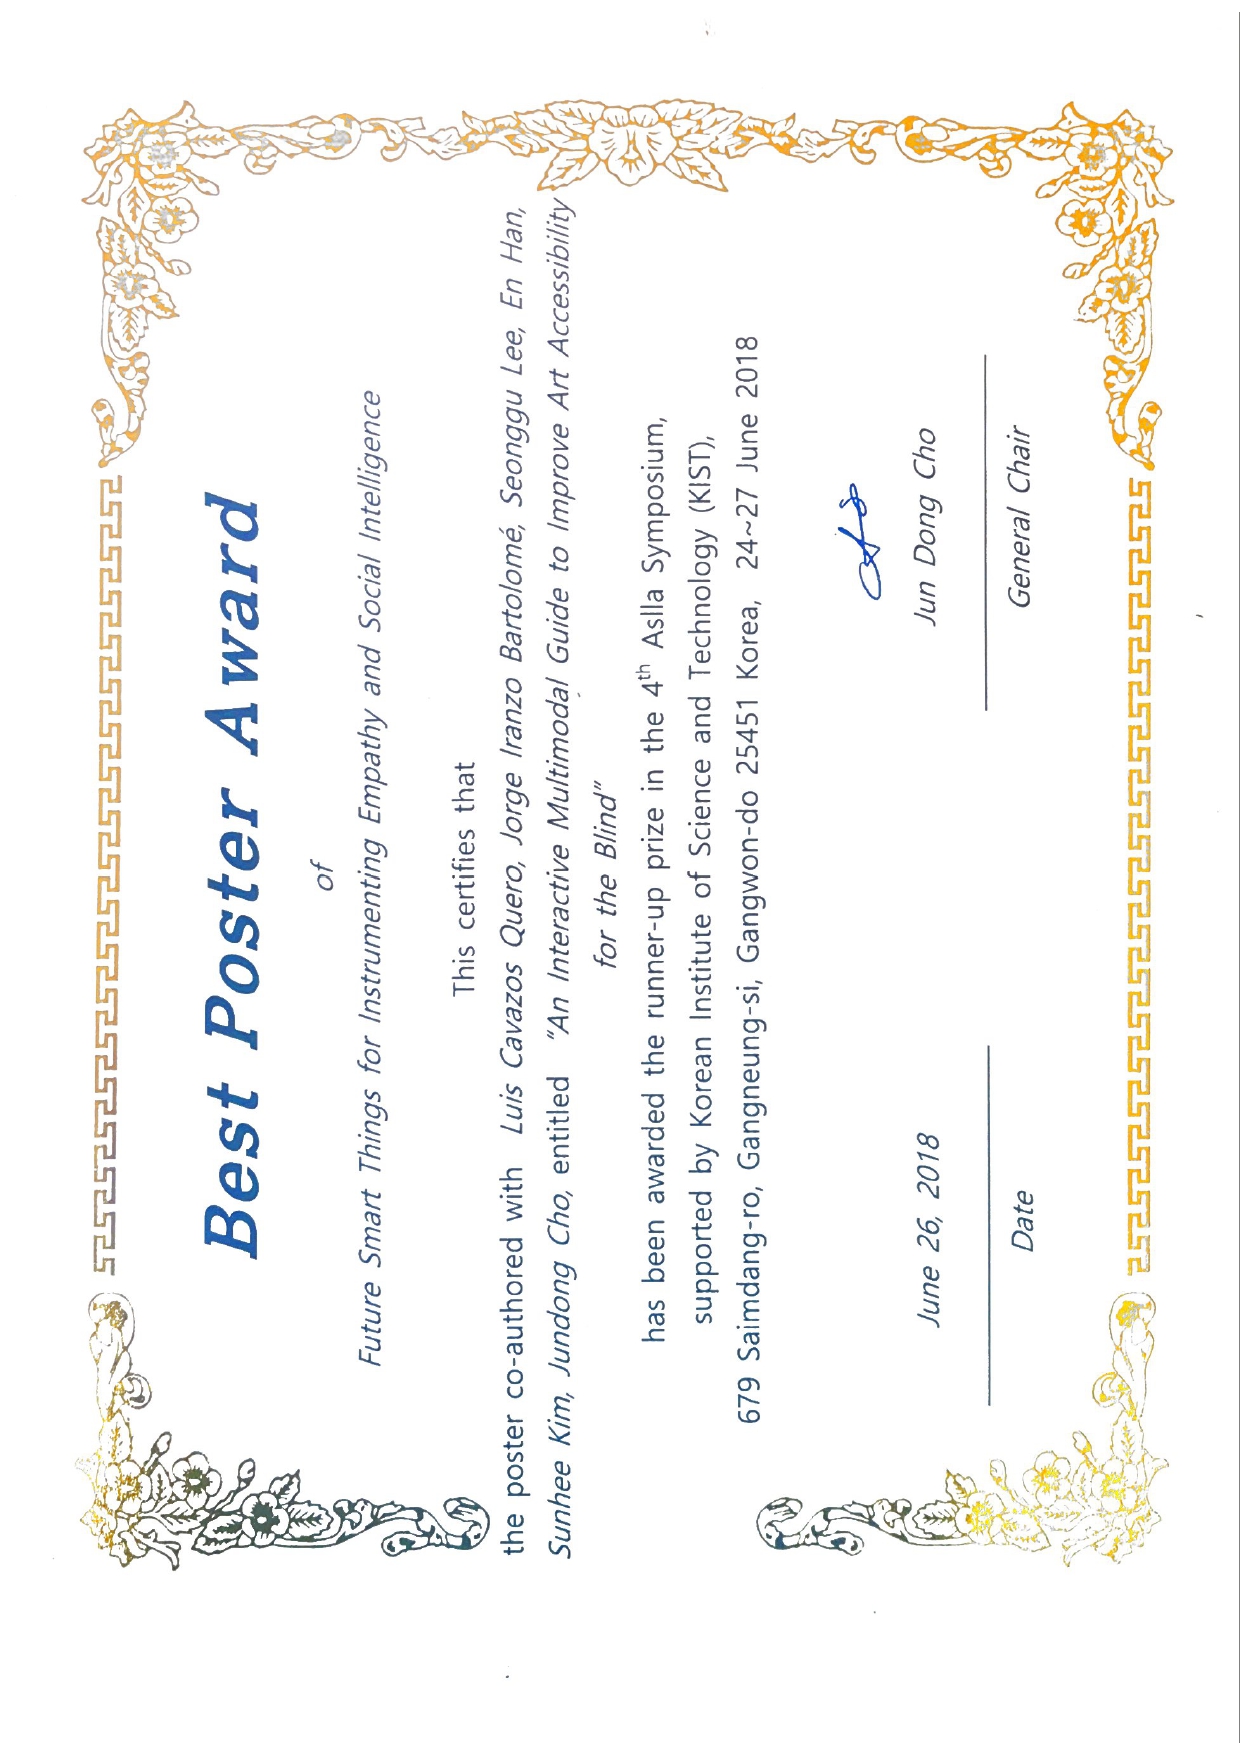 Best Poster Award
of
Future Smart Things for Instrumenting Empathy and Social Intelligence
This certifies that
the poster co-authored with Luis Cavazos Quero, Jorge Iranzo Bartolomé, Seonggu Lee, En Han,
Sunhee Kim, Jundong Cho, entitled "An Interactive Multimodal Guide to Improve Art Accessibility
for the Blind"
has been awarded the runner-up prize in the 4th Aslla Symposium,
supported by Korean Institute of Science and Technology (KIST),
679 Saimdang-ro, Gangneung-si, Gangwon-do 25451 Korea, 24~27 June 2018
June 26, 2018
Jun Dong Cho
Date
General Chair